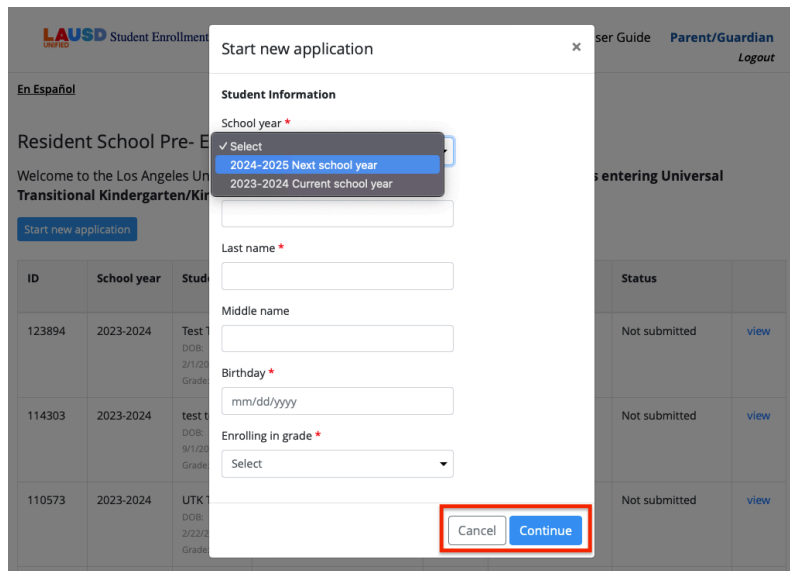 LAUSD Student Enrollment
UNIFIED
ser Guide Parent/Guardian
Logout
En Español
Start new application ×
Student Information
School year *
✓ Select
2024-2025 Next school year
2023-2024 Current school year
Last name *
Middle name
Birthday *
mm/dd/yyyy
Enrolling in grade *
Select
Cancel Continue
Resident School Pre- E
Welcome to the Los Angeles Un
s entering Universal
Transitional Kindergarten/Kin
Start new application
ID School year Stude Status
123894 2023-2024 Test T Not submitted view
DOB:
2/1/20
Grade:
114303 2023-2024 test t Not submitted view
DOB:
9/1/20
Grade:
110573 2023-2024 UTK T Not submitted view
DOB:
2/22/2
Grade: